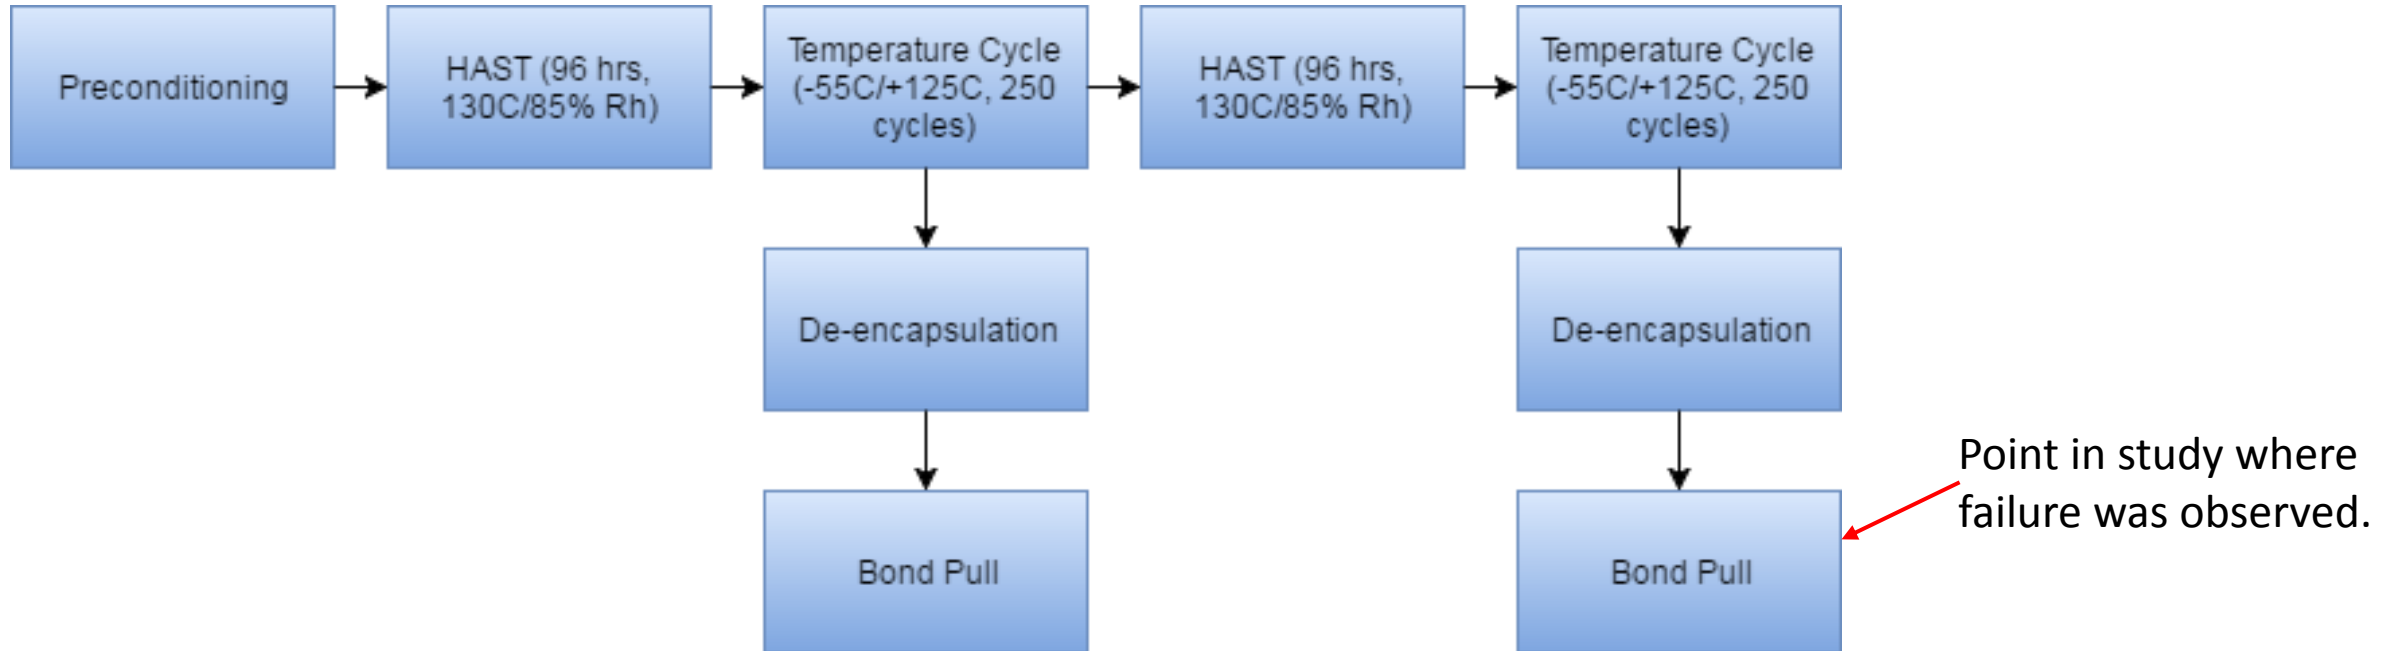 Preconditioning
HAST (96 hrs,
130C/85% Rh)
Temperature Cycle
(-55C/+125C, 250
cycles)
HAST (96 hrs,
130C/85% Rh)
Temperature Cycle
(-55C/+125C, 250
cycles)
De-encapsulation
De-encapsulation
Bond Pull
Bond Pull
Point in study where
failure was observed.